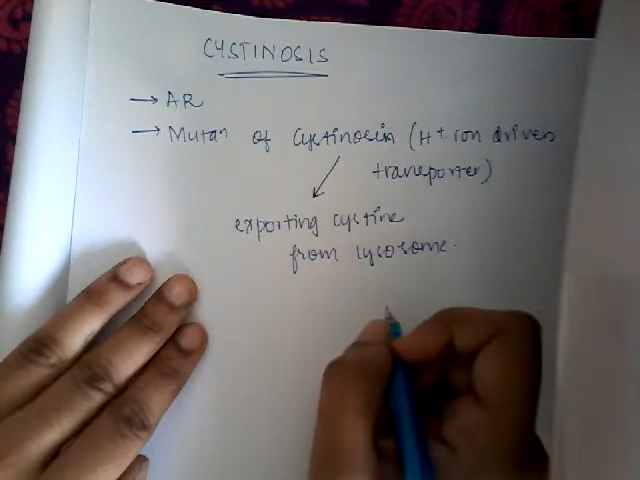 CYSTINOSIS
→ AR
→ Mutan of Cystinosin (H+ ion driven
transporter)
exporting cystine
from lysosome.